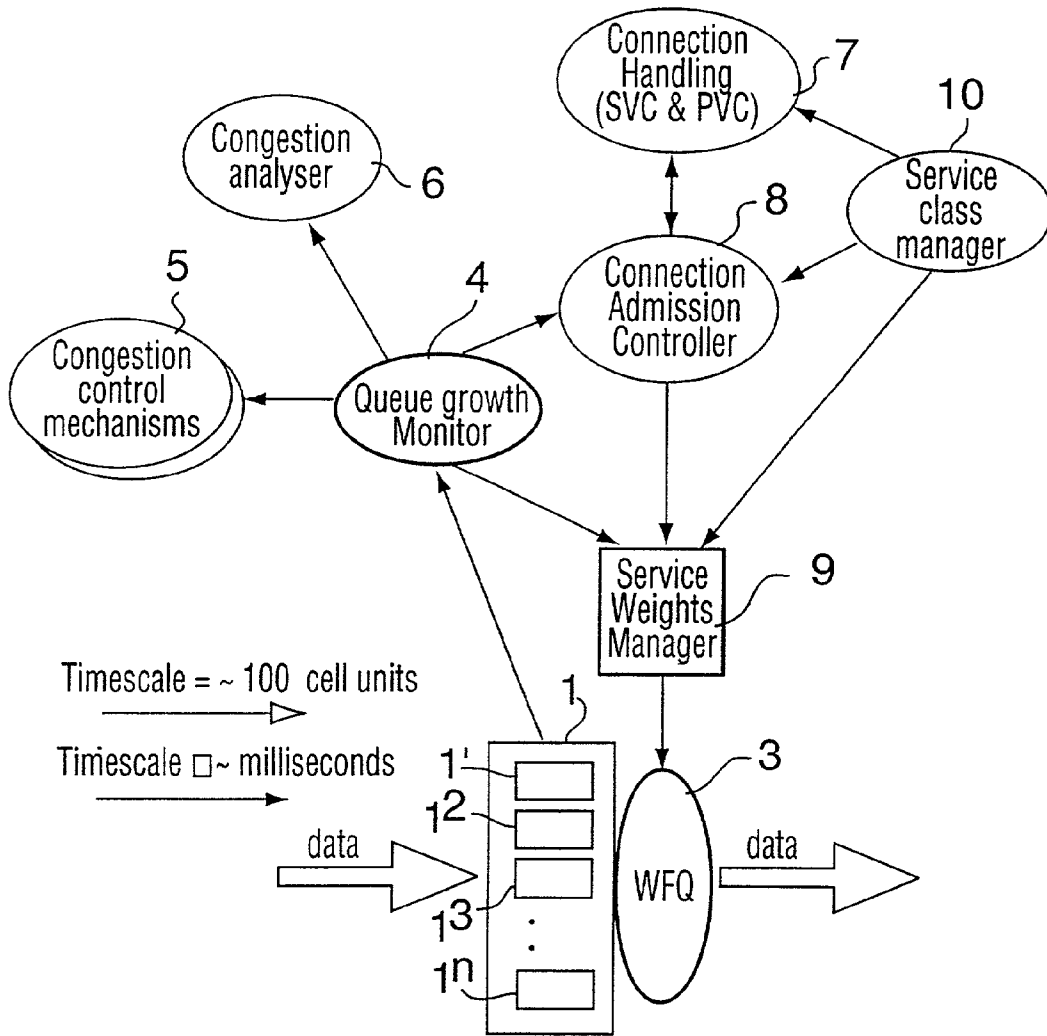 Connection
Handling
(SVC & PVC)
7
10
Congestion
analyser
6
Service
class
manager
8
5
4
Connection
Admission
Controller
Congestion
control
mechanisms
Queue growth
Monitor
Service
Weights
Manager
9
Timescale = ~ 100 cell units
Timescale □~ milliseconds
1
1'
1²
1³
1ⁿ
3
data
WFQ
data